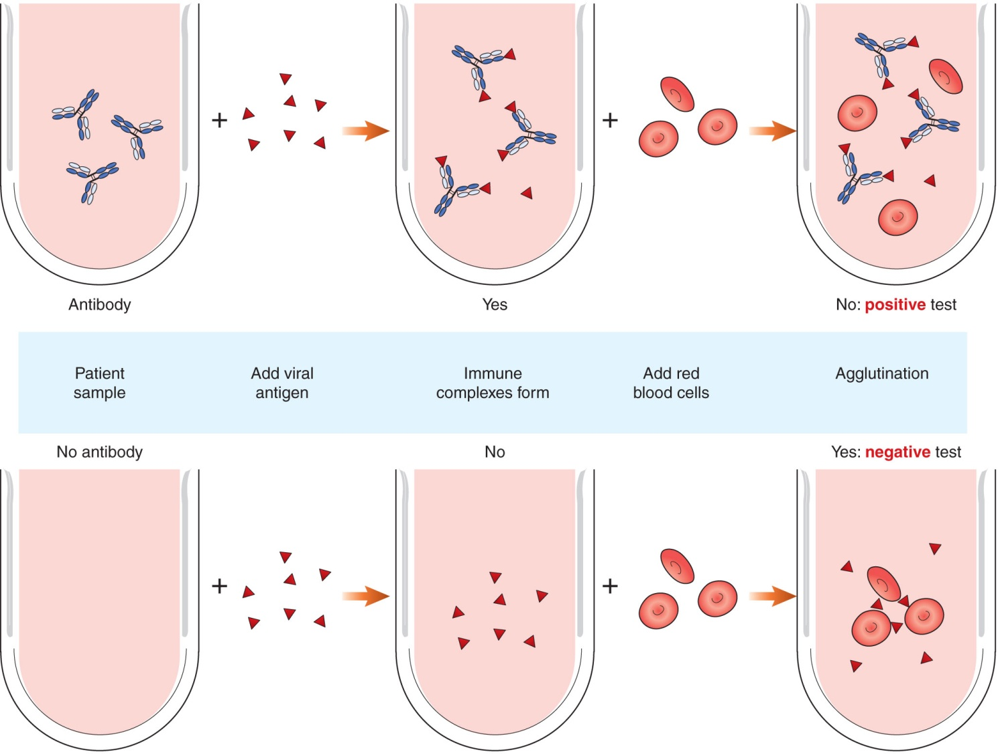 +
+
Antibody
Yes
No: positive test
Patient
sample
Add viral
antigen
Immune
complexes form
Add red
blood cells
Agglutination
No antibody
No
Yes: negative test
+
+